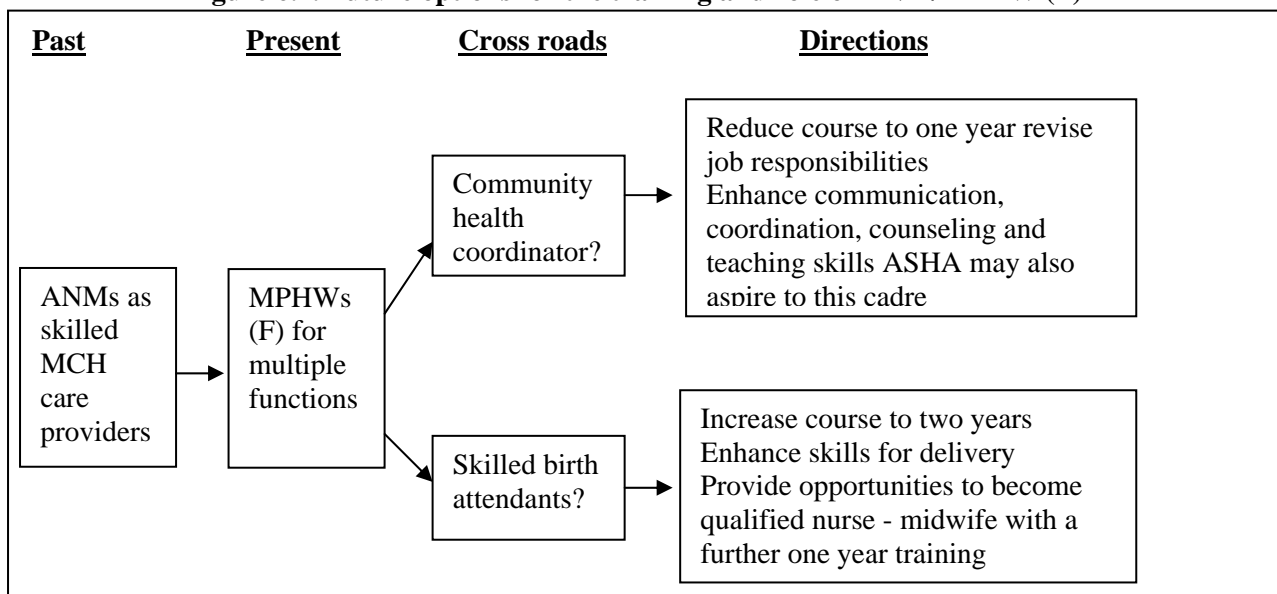 Past Present Cross roads Directions
Reduce course to one year revise
job responsibilities
Enhance communication,
coordination, counseling and
teaching skills ASHA may also
aspire to this cadre
Community
health
coordinator?
ANMs as
skilled
MCH
care
providers
MPHWs
(F) for
multiple
functions
Skilled birth
attendants?
Increase course to two years
Enhance skills for delivery
Provide opportunities to become
qualified nurse - midwife with a
further one year training